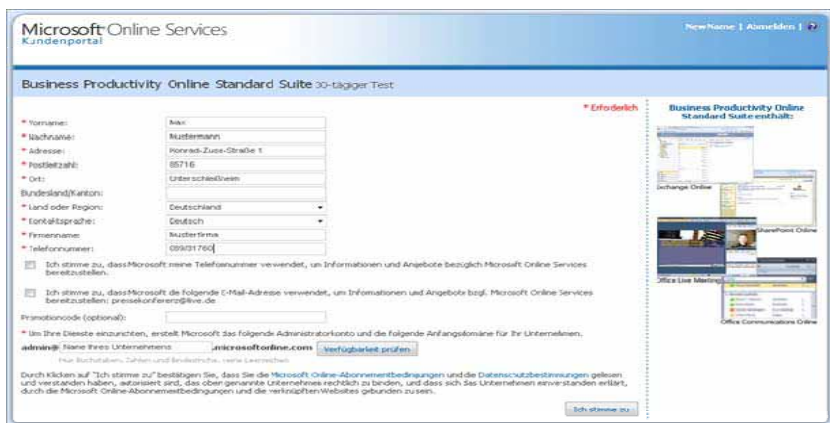 Microsoft Online Services
Kundenportal
NewName | Abmelden |
Business Productivity Online Standard Suite 30-tägiger Test
* Erforderlich
* Vorname: Max
* Nachname: Mustermann
* Adresse: Konrad-Zuse-Straße 1
* Postleitzahl: 85716
* Ort: Unterschleißheim
Bundesland/Kanton:
* Land oder Region: Deutschland
* Kontaktsprache: Deutsch
* Firmenname: Musterfirma
* Telefonnummer: 089/31760
Ich stimme zu, dass Microsoft meine Telefonnummer verwendet, um Informationen und Angebote bezüglich Microsoft Online Services
bereitzustellen.
Ich stimme zu, dass Microsoft die folgende E-Mail-Adresse verwendet, um Informationen und Angebote bzgl. Microsoft Online Services
bereitzustellen: pressekonferenz@live.de
Promotioncode (optional):
* Um Ihre Dienste einzurichten, erstellt Microsoft das folgende Administratorkonto und die folgende Anfangsdomäne für Ihr Unternehmen.
admin@ Name Ihres Unternehmens .microsoftonline.com Verfügbarkeit prüfen
Nur Buchstaben, Zahlen und Bindestriche, keine Leerzeichen
Durch Klicken auf "Ich stimme zu" bestätigen Sie, dass Sie die Microsoft Online-Abonnementbedingungen und die Datenschutzbestimmungen gelesen
und verstanden haben, autorisiert sind, das oben genannte Unternehmen rechtlich zu binden, und dass sich das Unternehmen einverstanden erklärt,
durch die Microsoft Online-Abonnementbedingungen und die verknüpften Websites gebunden zu sein.
Ich stimme zu
Business Productivity Online
Standard Suite enthält:
Exchange Online
SharePoint Online
Office Live Meeting
Office Communications Online